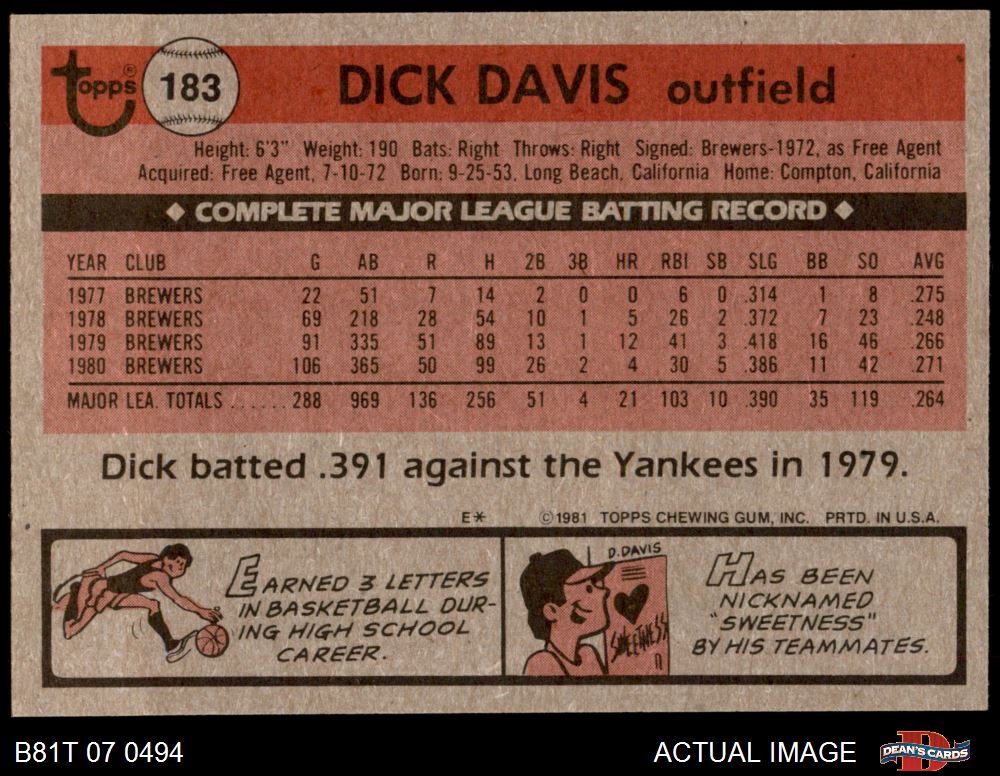 topps® 183 DICK DAVIS outfield
Height: 6'3" Weight: 190 Bats: Right Throws: Right Signed: Brewers-1972, as Free Agent
Acquired: Free Agent, 7-10-72 Born: 9-25-53, Long Beach, California Home: Compton, California
◆ COMPLETE MAJOR LEAGUE BATTING RECORD ◆
YEAR CLUB G AB R H 2B 3B HR RBI SB SLG BB SO AVG
1977 BREWERS 22 51 7 14 2 0 0 6 0 .314 1 8 .275
1978 BREWERS 69 218 28 54 10 1 5 26 2 .372 7 23 .248
1979 BREWERS 91 335 51 89 13 1 12 41 3 .418 16 46 .266
1980 BREWERS 106 365 50 99 26 2 4 30 5 .386 11 42 .271
MAJOR LEA. TOTALS ...... 288 969 136 256 51 4 21 103 10 .390 35 119 .264
Dick batted .391 against the Yankees in 1979.
E* ©1981 TOPPS CHEWING GUM, INC. PRTD. IN U.S.A.
EARNED 3 LETTERS
IN BASKETBALL DUR-
ING HIGH SCHOOL
CAREER.
D. DAVIS
SWEETNESS
HAS BEEN
NICKNAMED
"SWEETNESS"
BY HIS TEAMMATES.
B81T 07 0494 ACTUAL IMAGE DEAN'S CARDS